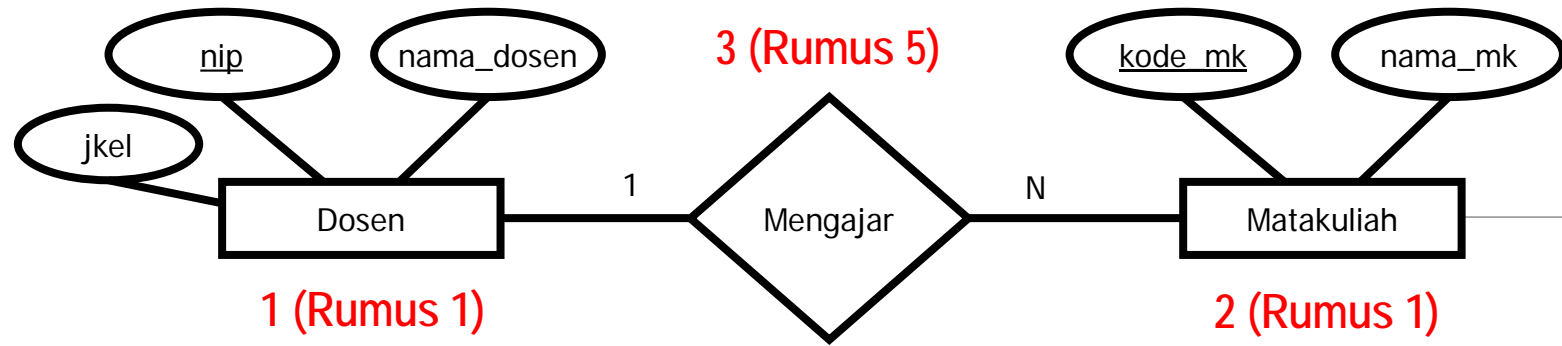 nip
nama_dosen
3 (Rumus 5)
kode_mk
nama_mk
jkel
1
N
Dosen
Mengajar
Matakuliah
1 (Rumus 1)
2 (Rumus 1)